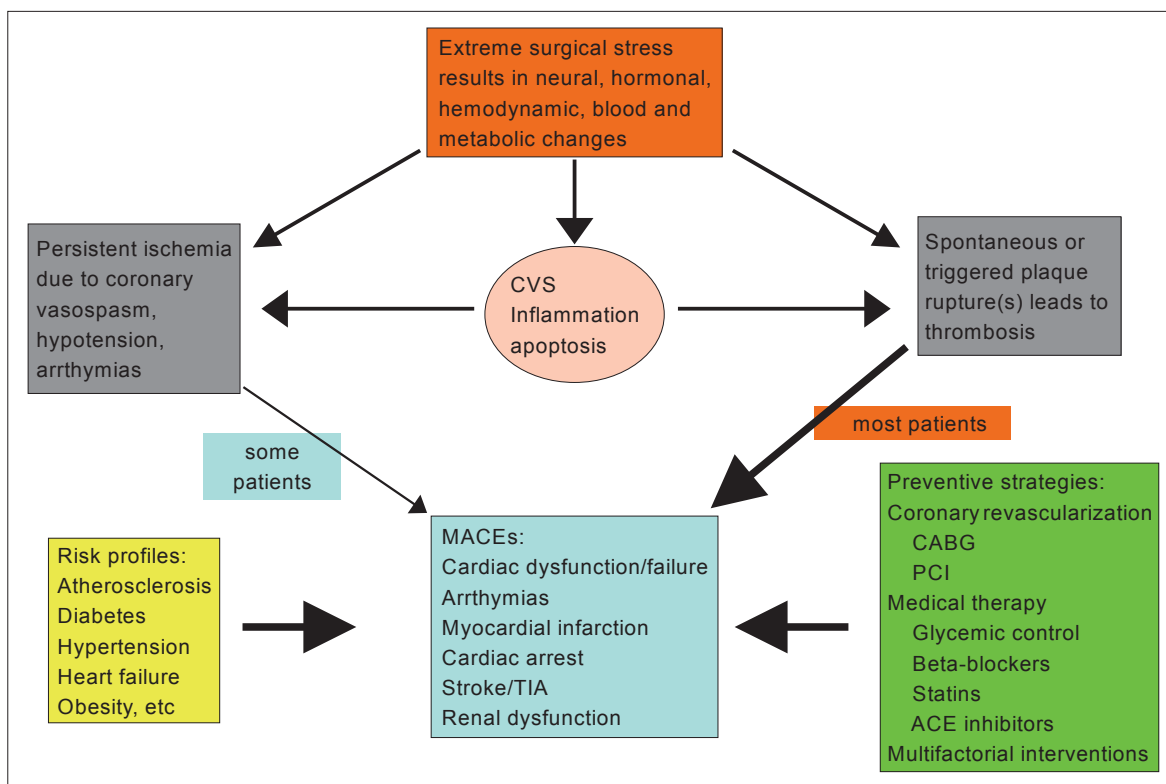 Extreme surgical stress
results in neural, hormonal,
hemodynamic, blood and
metabolic changes
Persistent ischemia
due to coronary
vasospasm,
hypotension,
arrthymias
CVS
Inflammation
apoptosis
Spontaneous or
triggered plaque
rupture(s) leads to
thrombosis
some
patients
most patients
Risk profiles:
Atherosclerosis
Diabetes
Hypertension
Heart failure
Obesity, etc
MACEs:
Cardiac dysfunction/failure
Arrthymias
Myocardial infarction
Cardiac arrest
Stroke/TIA
Renal dysfunction
Preventive strategies:
Coronary revascularization
CABG
PCI
Medical therapy
Glycemic control
Beta-blockers
Statins
ACE inhibitors
Multifactorial interventions